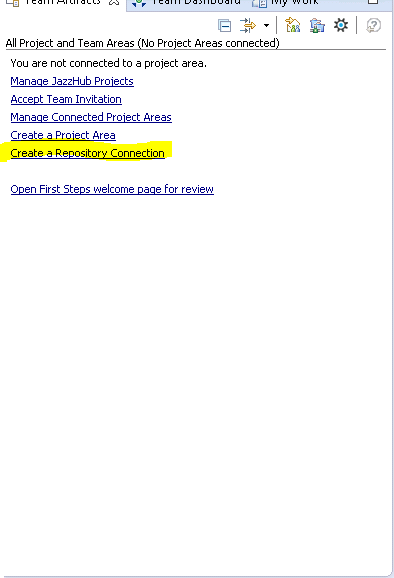 Team Artifacts Team Dashboard My Work
All Project and Team Areas (No Project Areas connected)
You are not connected to a project area.
Manage JazzHub Projects
Accept Team Invitation
Manage Connected Project Areas
Create a Project Area
Create a Repository Connection
Open First Steps welcome page for review